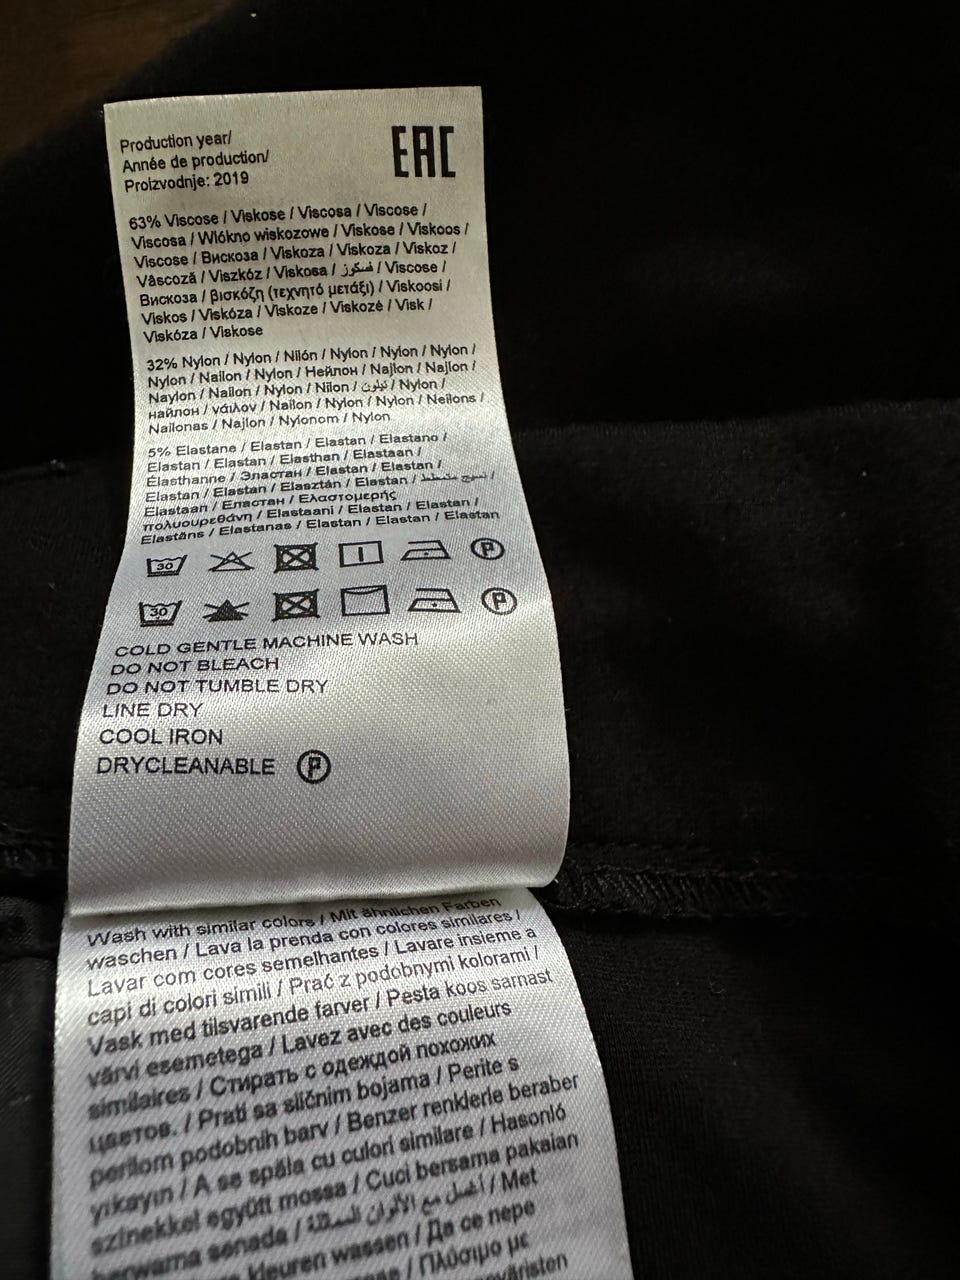 Production year/
Année de production/
Proizvodnje: 2019
EAC
63% Viscose / Viskose / Viscosa / Viscose /
Viscosa / Włókno wiskozowe / Viskose / Viskoos /
Viscose / Вискоза / Viskoza / Viskoza / Viskoz /
Vâscoză / Viszkóz / Viskosa / فسكوز / Viscose /
Вискоза / βισκόζη (τεχνητό μετάξι) / Viskoosi /
Viskos / Viskóza / Viskoze / Viskozė / Visk /
Viskóza / Viskose
32% Nylon / Nylon / Nilón / Nylon / Nylon / Nylon /
Nylon / Nailon / Nylon / Нейлон / Najlon / Najlon /
Naylon / Nailon / Nylon / Nilon / نيلون / Nylon /
найлон / νάιλον / Nailon / Nylon / Nylon / Neilons /
Nailonas / Najlon / Nylonom / Nylon
5% Elastane / Elastan / Elastan / Elastano /
Elastan / Elastan / Elasthan / Elastaan /
Élasthanne / Эластан / Elastan / Elastan /
Elastan / Elastan / Elasztán / Elastan / نسيج مطاط /
Elastaan / Еластан / Ελαστομερής
πολυουρεθάνη / Elastaani / Elastan / Elastan /
Elastāns / Elastanas / Elastan / Elastan / Elastan
30 P
30 P
COLD GENTLE MACHINE WASH
DO NOT BLEACH
DO NOT TUMBLE DRY
LINE DRY
COOL IRON
DRYCLEANABLE P
Wash with similar colors / Mit ähnlichen Farben
waschen / Lava la prenda con colores similares /
Lavar com cores semelhantes / Lavare insieme a
capi di colori simili / Prać z podobnymi kolorami /
Vask med tilsvarende farver / Pesta koos sarnast
värvi esemetega / Lavez avec des couleurs
similaires / Стирать с одеждой похожих
цветов. / Prati sa sličnim bojama / Perite s
perilom podobnih barv / Benzer renklerle beraber
yıkayın / A se spăla cu culori similare / Hasonló
színekkel együtt mossa / Cuci bersama pakaian
berwarna senada / اغسل مع الألوان المماثلة / Met
kleuren wassen / Да се пере
/ Πλύσιμο με